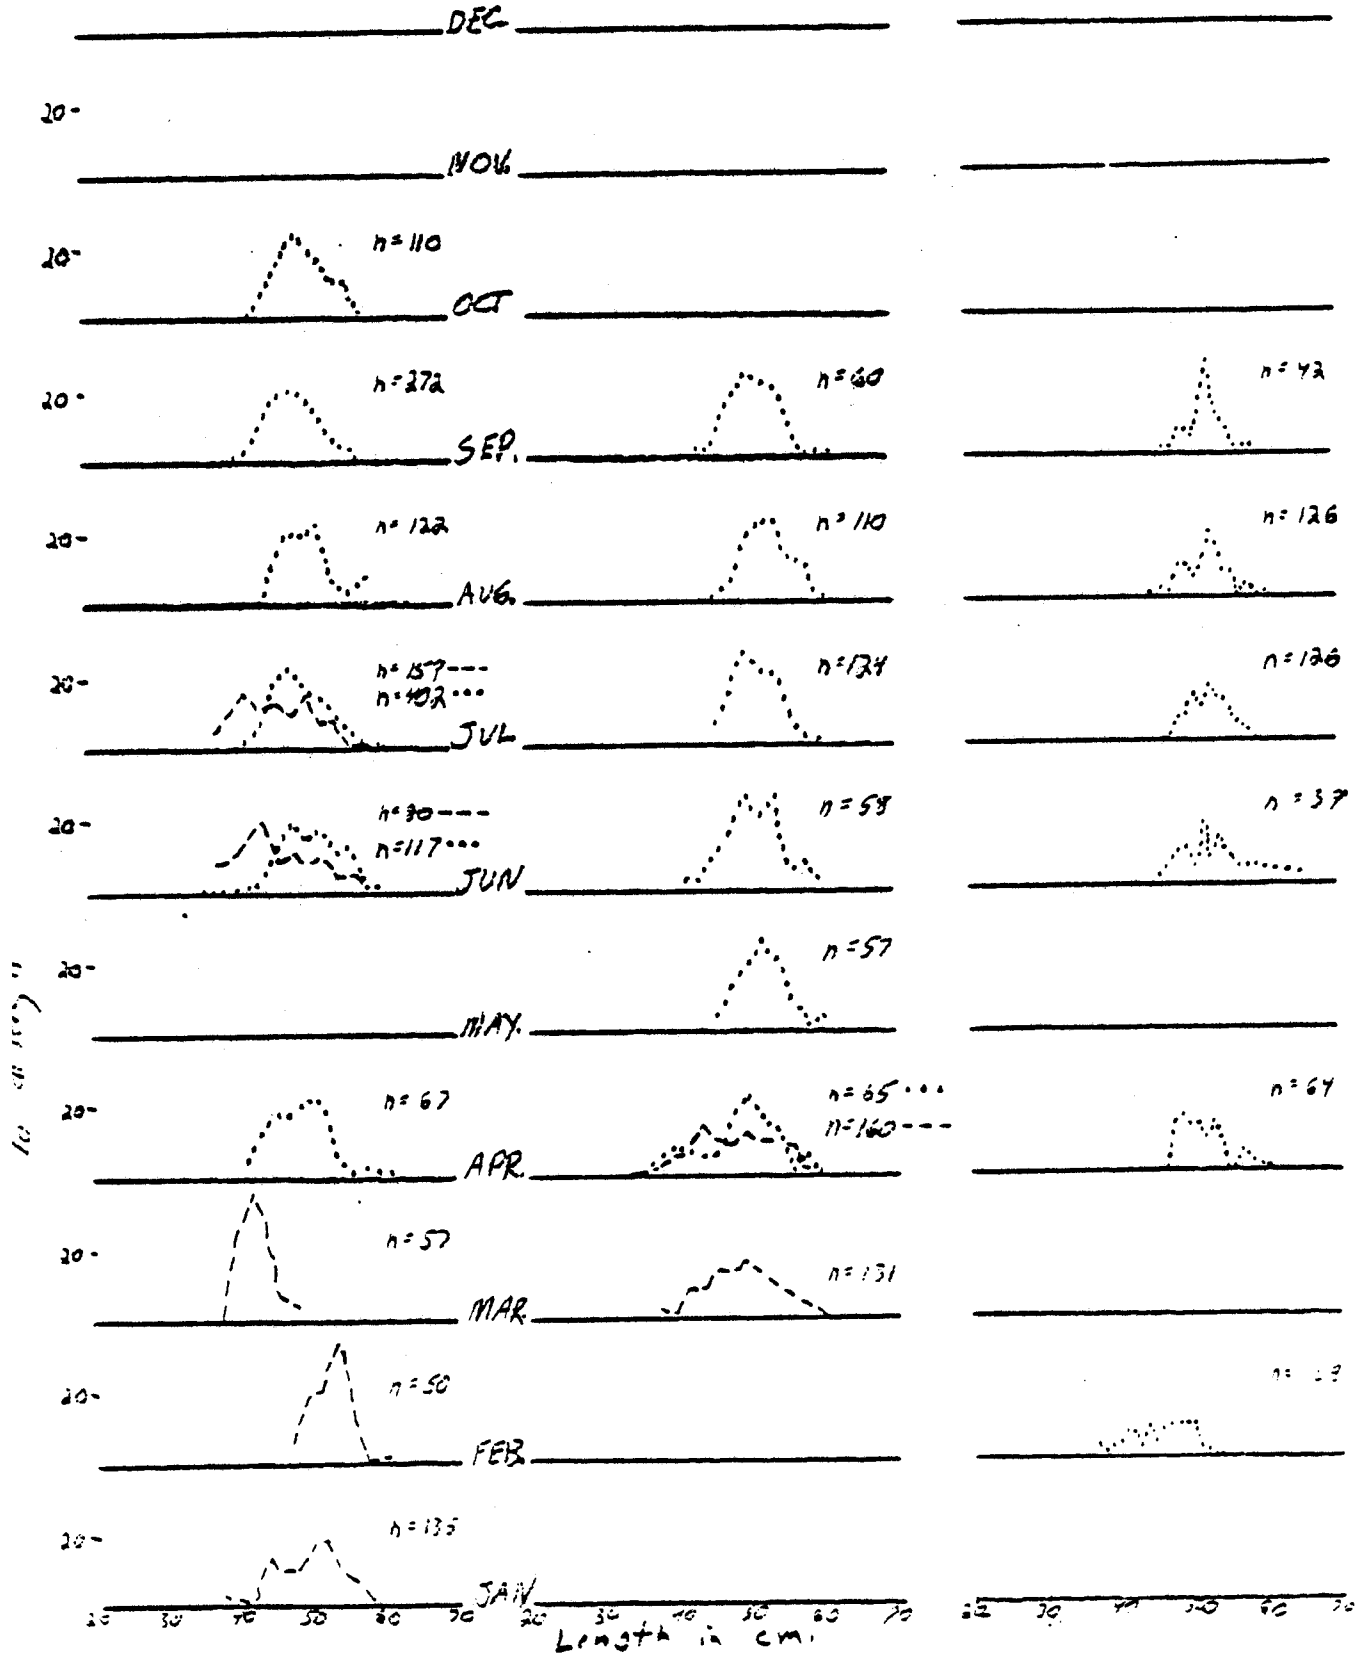 DEC.
20-
NOV.
20- n=110
OCT
20- n=272 n=60 n=42
SEP.
20- n=122 n=110 n=126
AUG.
20- n=157--- n=124 n=126
n=402•••
JUL
20- n=70--- n=58 n=37
n=117•••
JUN
20- n=57
MAY.
20- n=67 n=65••• n=64
n=160---
APR.
20- n=57 n=131
MAR.
20- n=50
FEB.
20- n=135
JAN.
20 30 40 50 60 70 20 30 40 50 60 70 20 30 40 50 60 70
Length in cm.